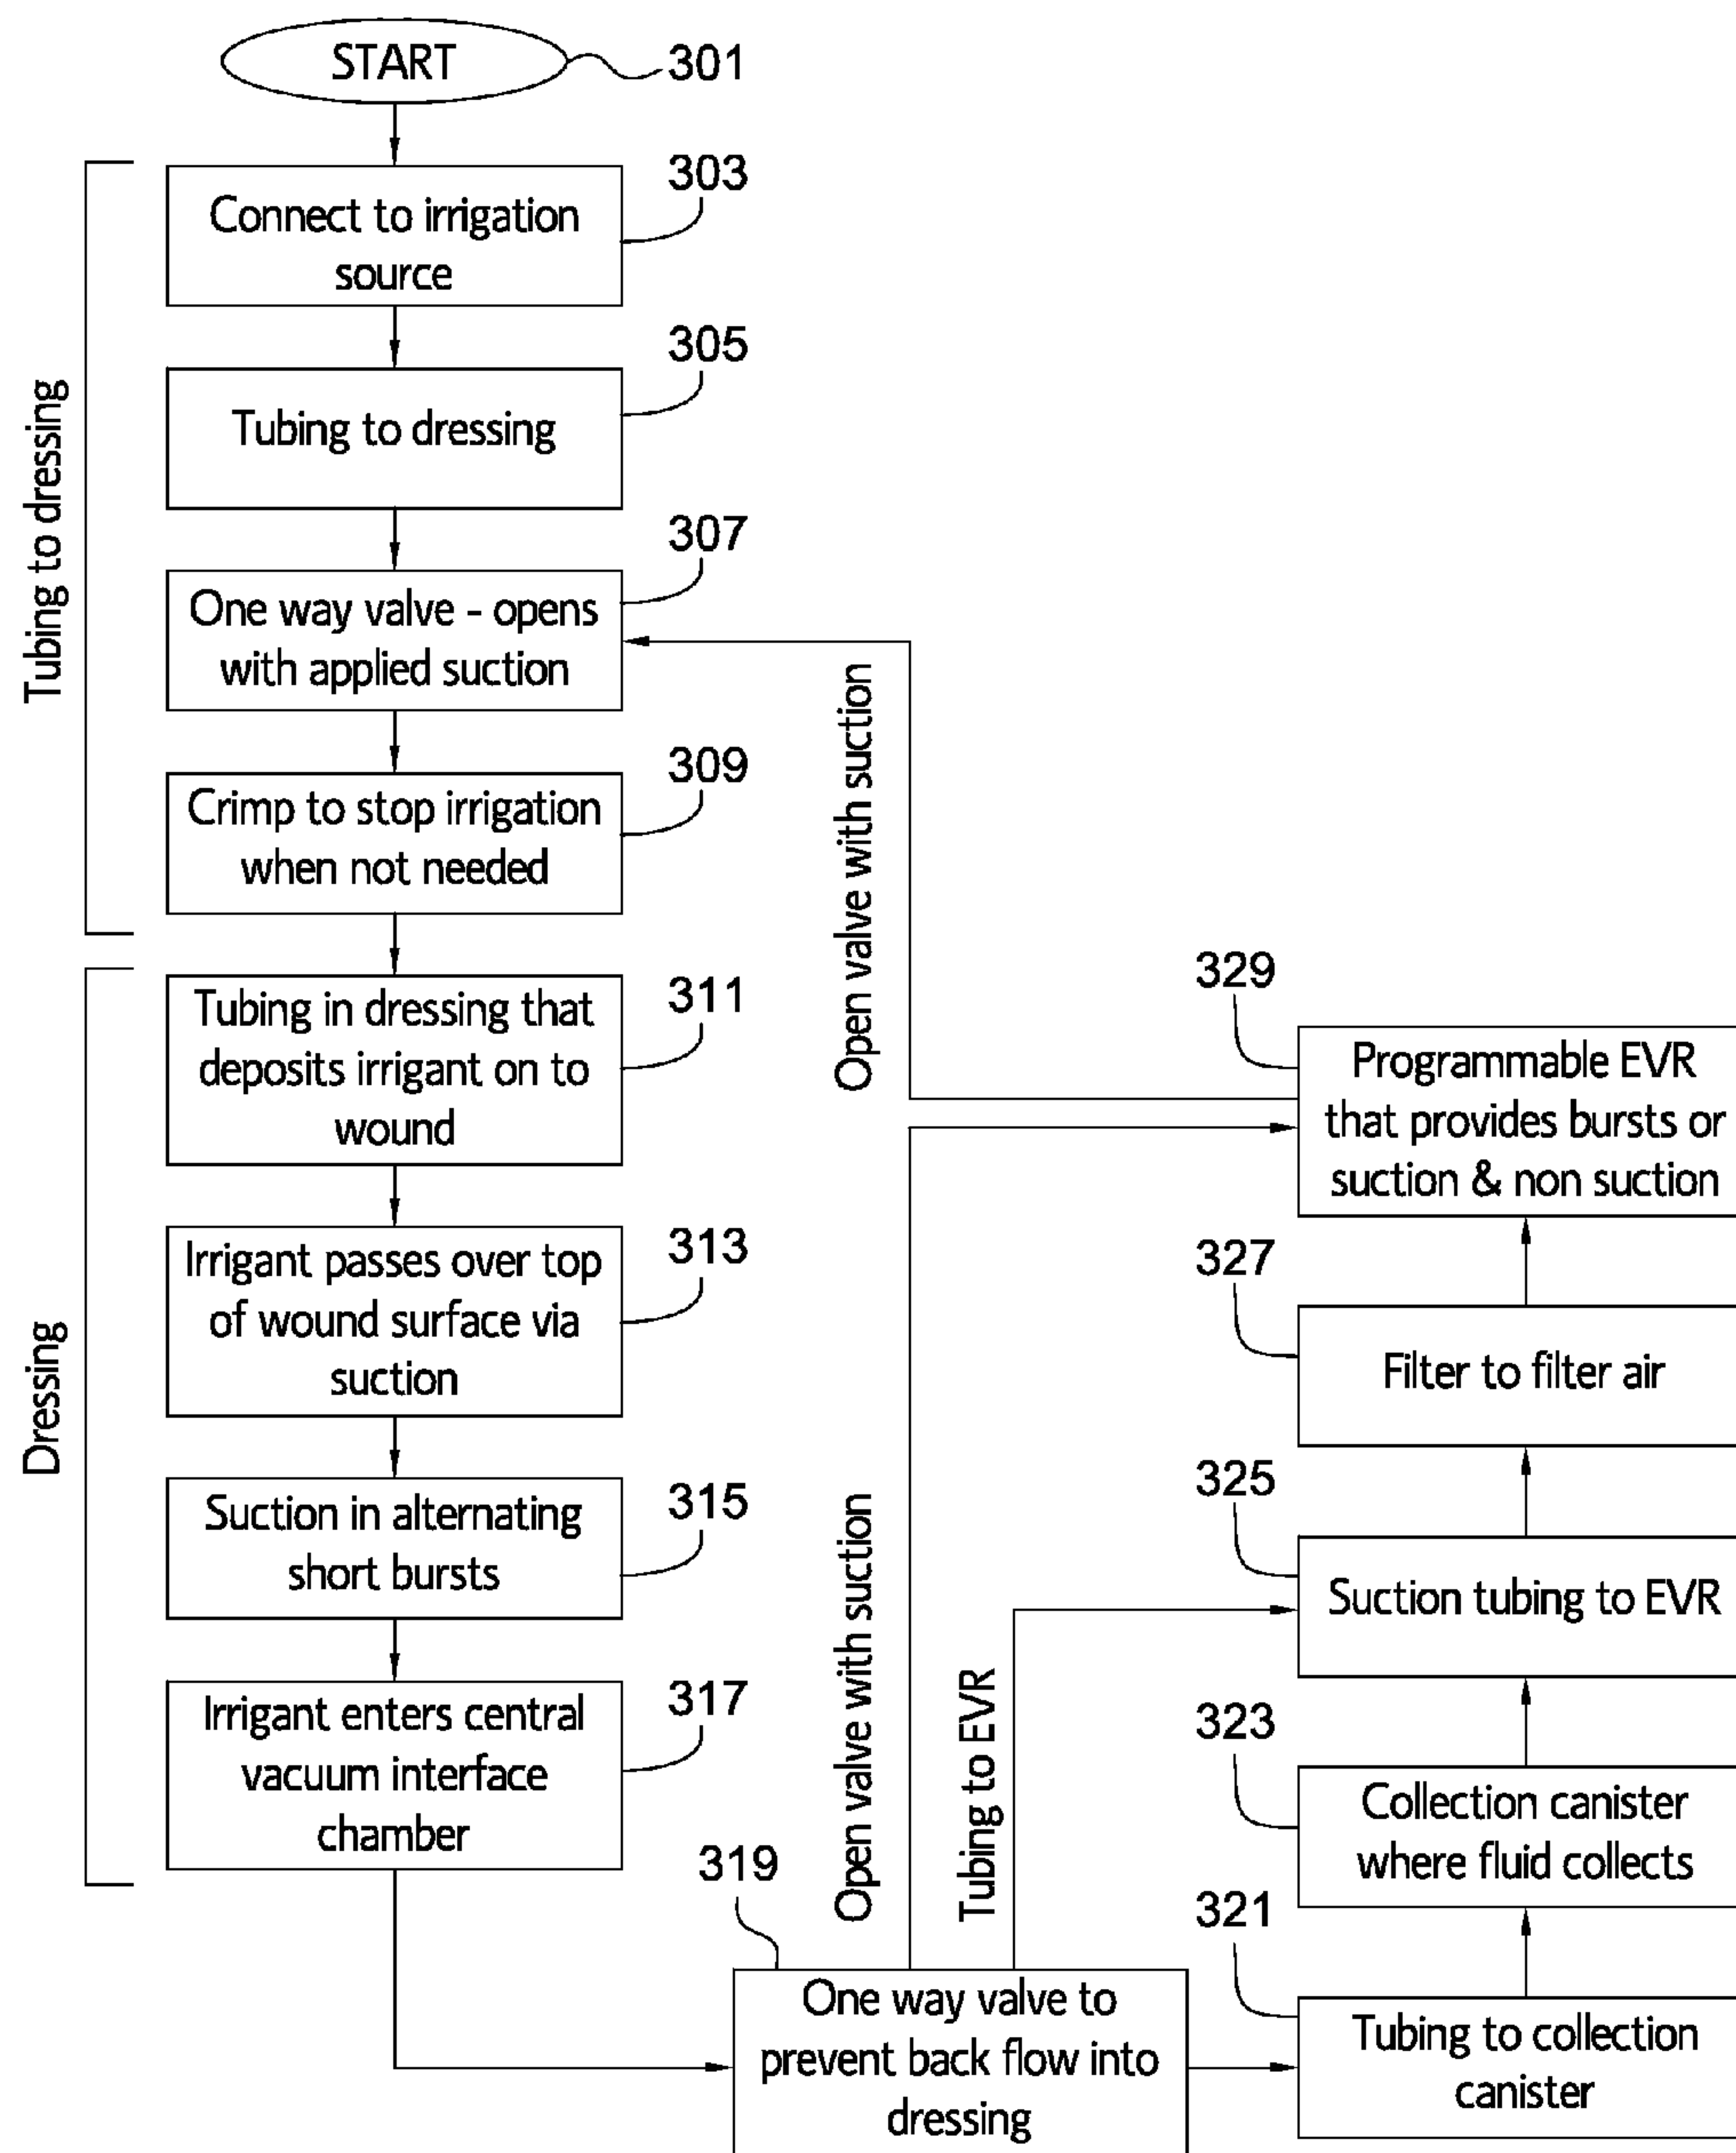 START
301
303
Connect to irrigation
source
305
Tubing to dressing
307
One way valve - opens
with applied suction
309
Crimp to stop irrigation
when not needed
Tubing to dressing
311
Tubing in dressing that
deposits irrigant on to
wound
313
Irrigant passes over top
of wound surface via
suction
315
Suction in alternating
short bursts
317
Irrigant enters central
vacuum interface
chamber
Dressing
319
One way valve to
prevent back flow into
dressing
Open valve with suction
Open valve with suction
Tubing to EVR
329
Programmable EVR
that provides bursts or
suction & non suction
327
Filter to filter air
325
Suction tubing to EVR
323
Collection canister
where fluid collects
321
Tubing to collection
canister